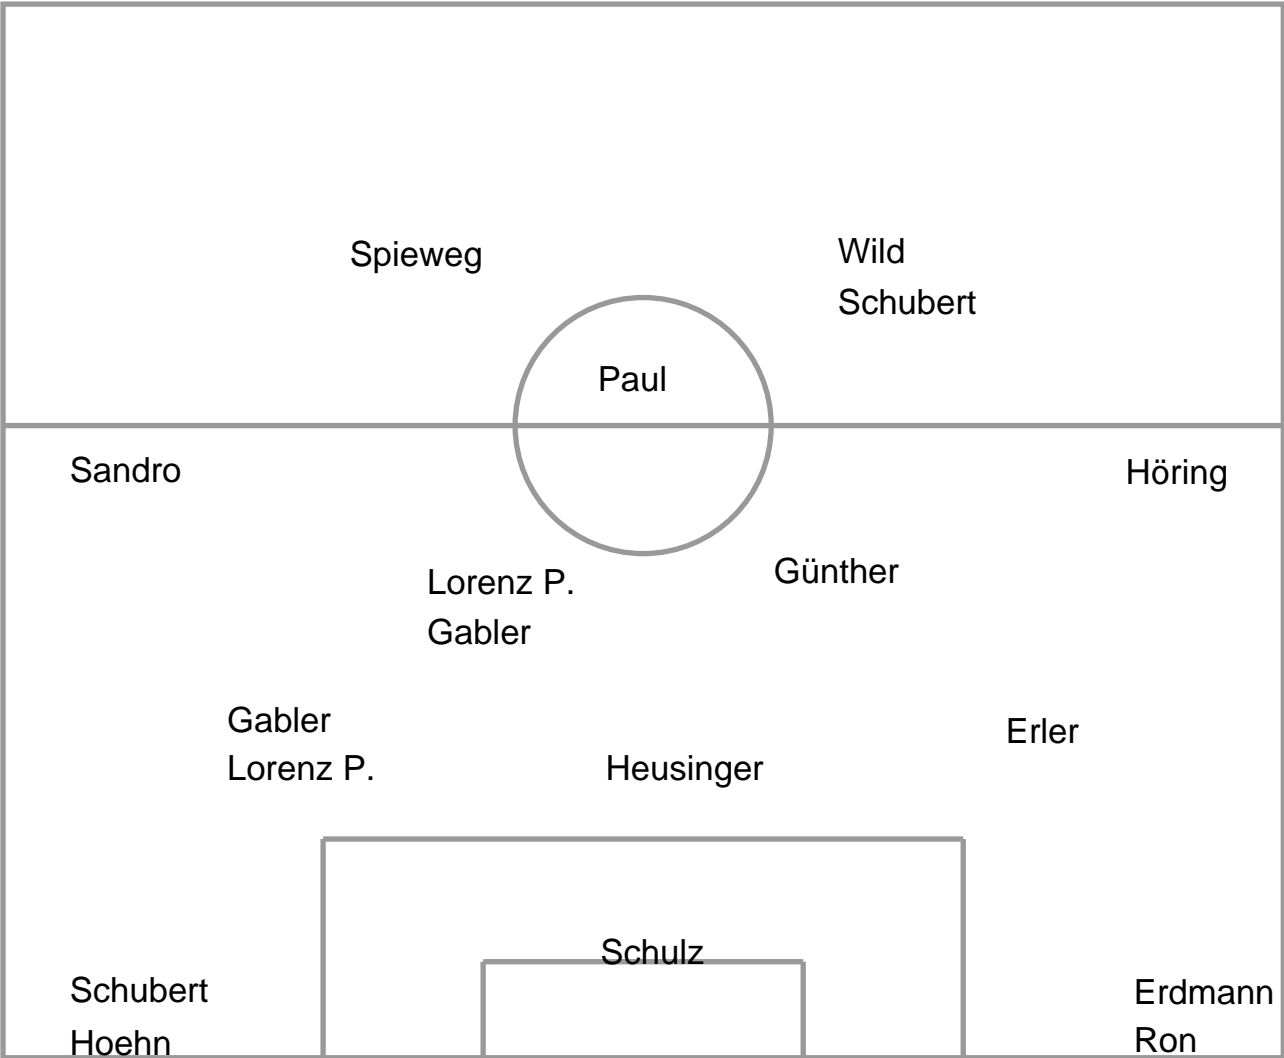 Spieweg
Wild
Schubert
Paul
Sandro
Höring
Lorenz P.
Gabler
Günther
Gabler
Lorenz P.
Heusinger
Erler
Schulz
Schubert
Hoehn
Erdmann
Ron